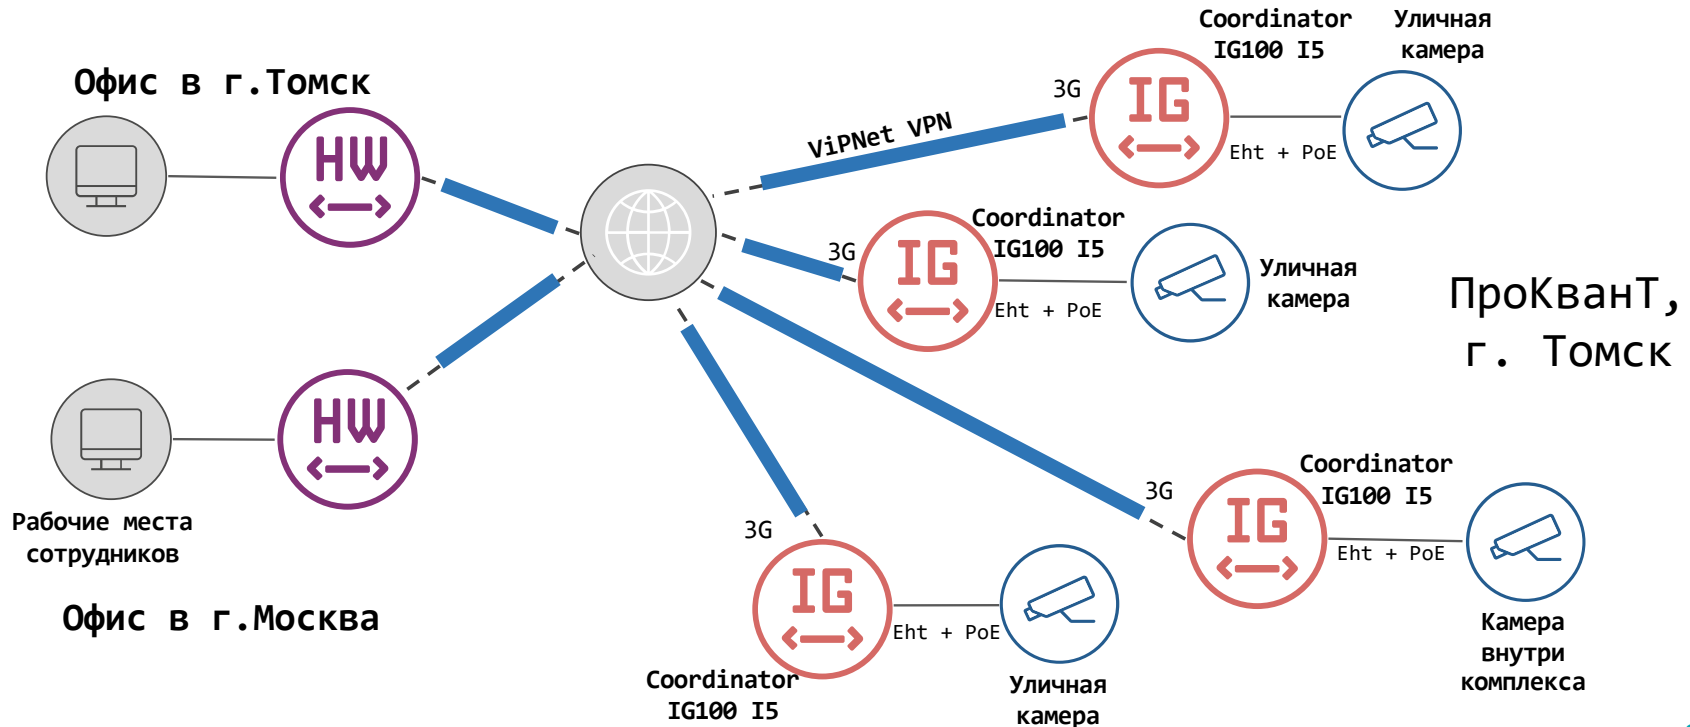 Coordinator
IG100 I5
Уличная
камера
Офис в г.Томск
3G
IG
HW
ViPNet VPN
Eht + PoE
Coordinator
IG100 I5
3G
IG
Eht + PoE
Уличная
камера
ПроКванТ,
г. Томск
HW
Рабочие места
сотрудников
Офис в г.Москва
3G
Coordinator
IG100 I5
IG
Eht + PoE
Камера
внутри
комплекса
3G
IG
Eht + PoE
Coordinator
IG100 I5
Уличная
камера